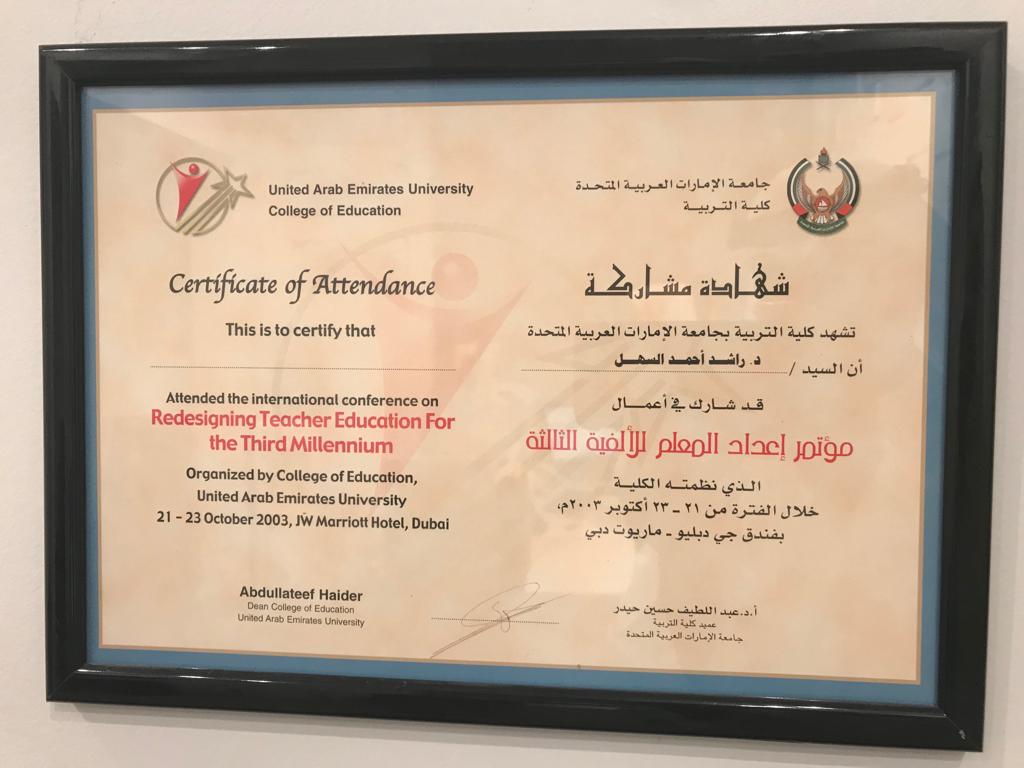 United Arab Emirates University
College of Education
Certificate of Attendance
This is to certify that
Attended the international conference on
Redesigning Teacher Education For
the Third Millennium
Organized by College of Education,
United Arab Emirates University
21 - 23 October 2003, JW Marriott Hotel, Dubai
Abdullateef Haider
Dean College of Education
United Arab Emirates University
جامعة الإمارات العربية المتحدة
كلية التربية
شهادة مشاركة
تشهد كلية التربية بجامعة الإمارات العربية المتحدة
أن السيد / د. راشد أحمد السهل
قد شارك في أعمال
مؤتمر إعداد المعلم للألفية الثالثة
الذي نظمته الكلية
خلال الفترة من ٢١ - ٢٣ أكتوبر ٢٠٠٣م،
بفندق جي دبليو - ماريوت دبي
أ.د.عبد اللطيف حسين حيدر
عميد كلية التربية
جامعة الإمارات العربية المتحدة